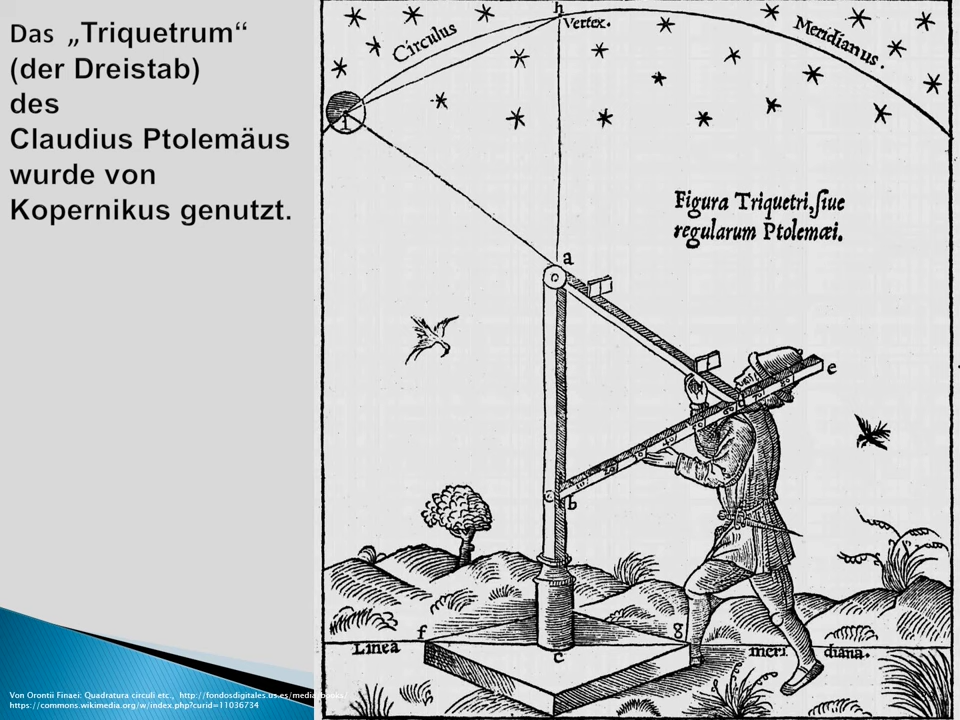 Das „Triquetrum“
(der Dreistab)
des
Claudius Ptolemäus
wurde von
Kopernikus genutzt.
h
Vertex.
Circulus
Meridianus.
i
Figura Triquetri, ſiue
regularum Ptolemæi.
a
e
b
f
g
Linea
meri
diana.
c
Von Orontii Finaei: Quadratura circuli etc., http://fondosdigitales.us.es/media/books/
https://commons.wikimedia.org/w/index.php?curid=11036734